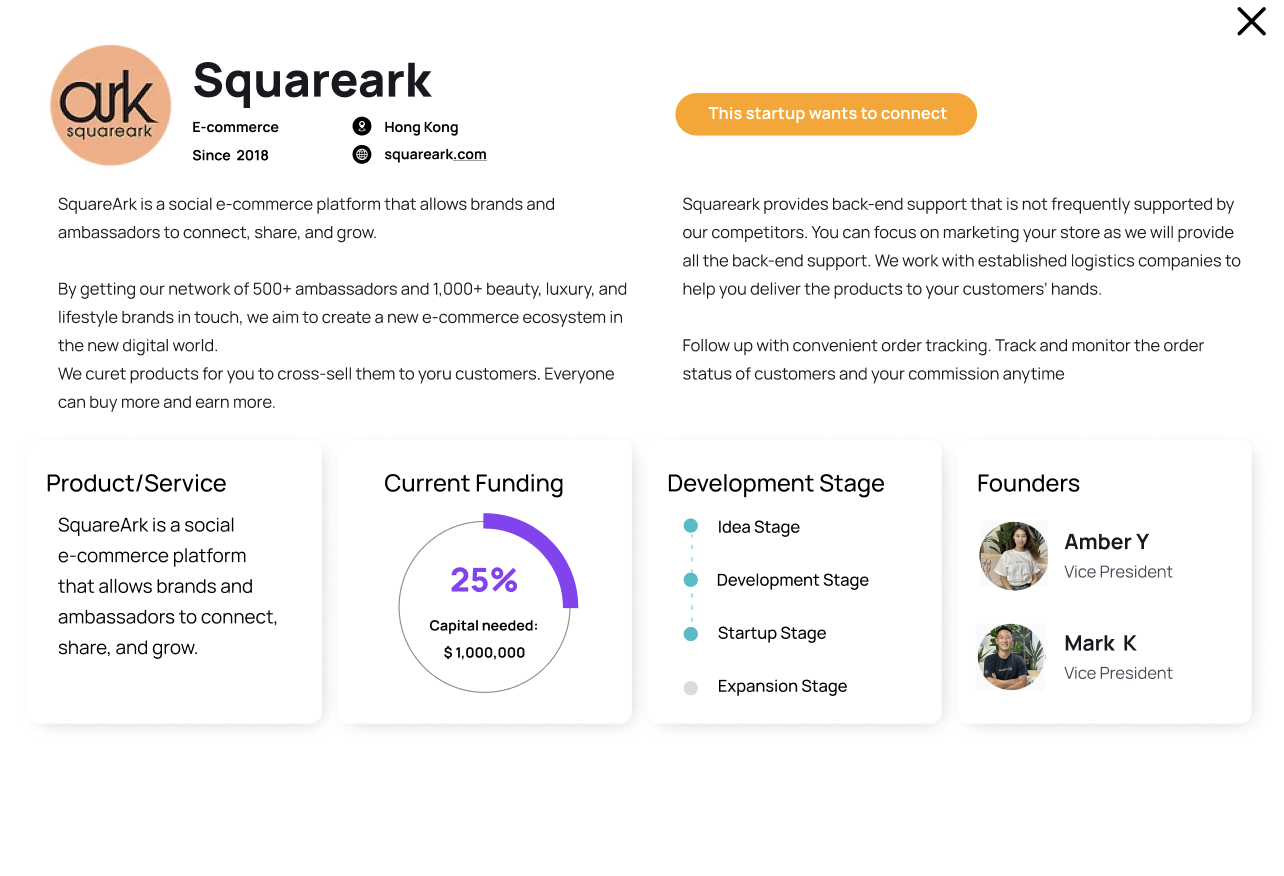 ark
squareark
Squareark
E-commerce
Hong Kong
Since 2018
squareark.com
This startup wants to connect
SquareArk is a social e-commerce platform that allows brands and
ambassadors to connect, share, and grow.
By getting our network of 500+ ambassadors and 1,000+ beauty, luxury, and
lifestyle brands in touch, we aim to create a new e-commerce ecosystem in
the new digital world.
We curet products for you to cross-sell them to yoru customers. Everyone
can buy more and earn more.
Squareark provides back-end support that is not frequently supported by
our competitors. You can focus on marketing your store as we will provide
all the back-end support. We work with established logistics companies to
help you deliver the products to your customers’ hands.
Follow up with convenient order tracking. Track and monitor the order
status of customers and your commission anytime
Product/Service
SquareArk is a social
e-commerce platform
that allows brands and
ambassadors to connect,
share, and grow.
Current Funding
25%
Capital needed:
$ 1,000,000
Development Stage
Idea Stage
Development Stage
Startup Stage
Expansion Stage
Founders
Amber Y
Vice President
Mark K
Vice President